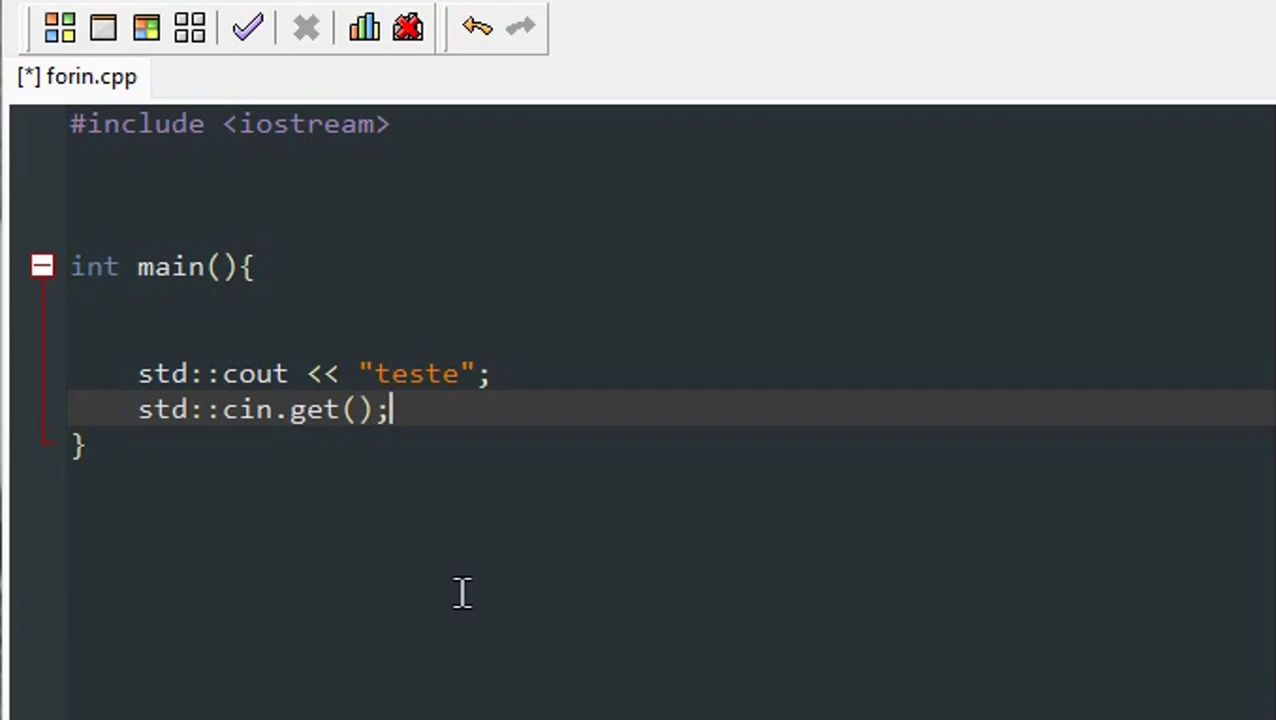 [*] forin.cpp
#include <iostream>
int main(){
std::cout << "teste";
std::cin.get();
}